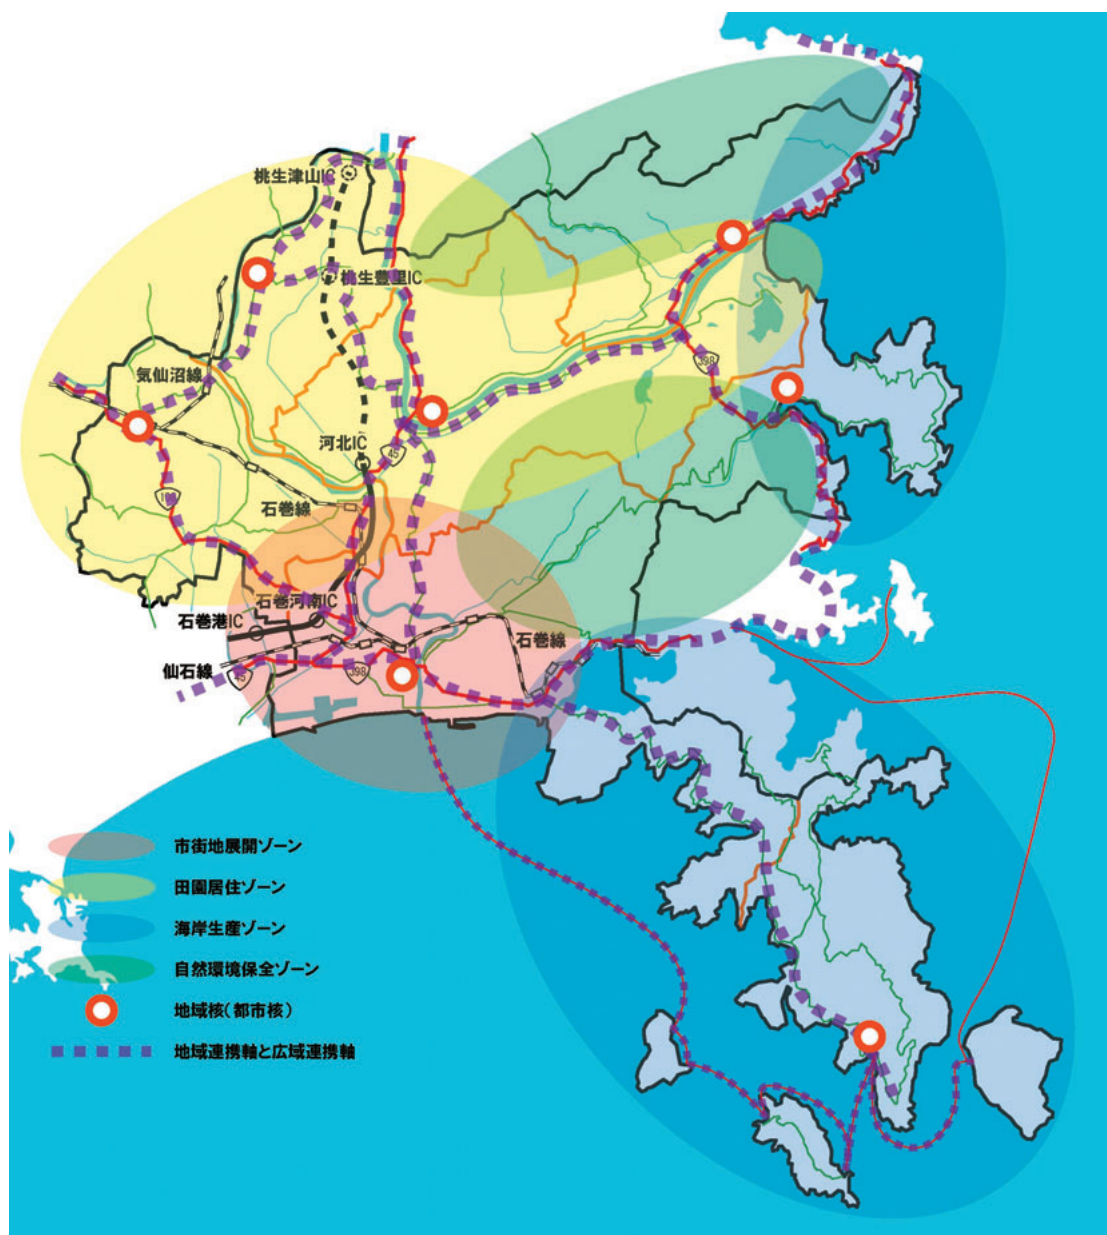 桃生津山IC
桃生豊里IC
気仙沼線
398
河北IC
45
108
石巻線
石巻河南IC
石巻港IC
石巻線
仙石線
45
398
市街地展開ゾーン
田園居住ゾーン
海岸生産ゾーン
自然環境保全ゾーン
地域核(都市核)
地域連携軸と広域連携軸